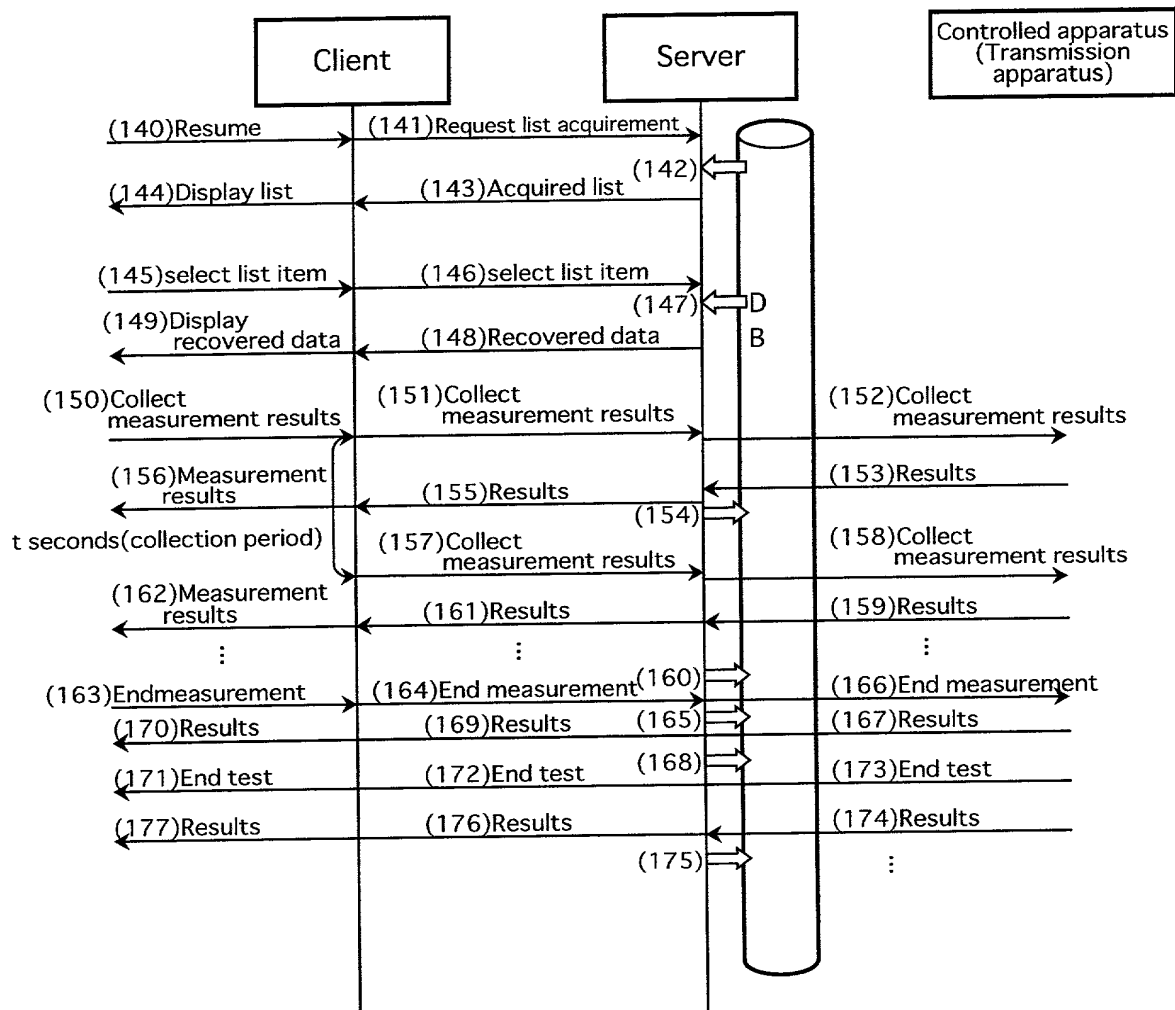 Client
Server
Controlled apparatus
(Transmission
apparatus)
(140)Resume
(141)Request list acquirement
(142)
(144)Display list
(143)Acquired list
(145)select list item
(146)select list item
(147)
D
(149)Display
recovered data
(148)Recovered data
B
(150)Collect
measurement results
(151)Collect
measurement results
(152)Collect
measurement results
(156)Measurement
results
(155)Results
(153)Results
(154)
t seconds(collection period)
(157)Collect
measurement results
(158)Collect
measurement results
(162)Measurement
results
(161)Results
(159)Results
⋮
⋮
⋮
(160)
(163)Endmeasurement
(164)End measurement
(166)End measurement
(165)
(170)Results
(169)Results
(167)Results
(168)
(171)End test
(172)End test
(173)End test
(177)Results
(176)Results
(174)Results
(175)
⋮